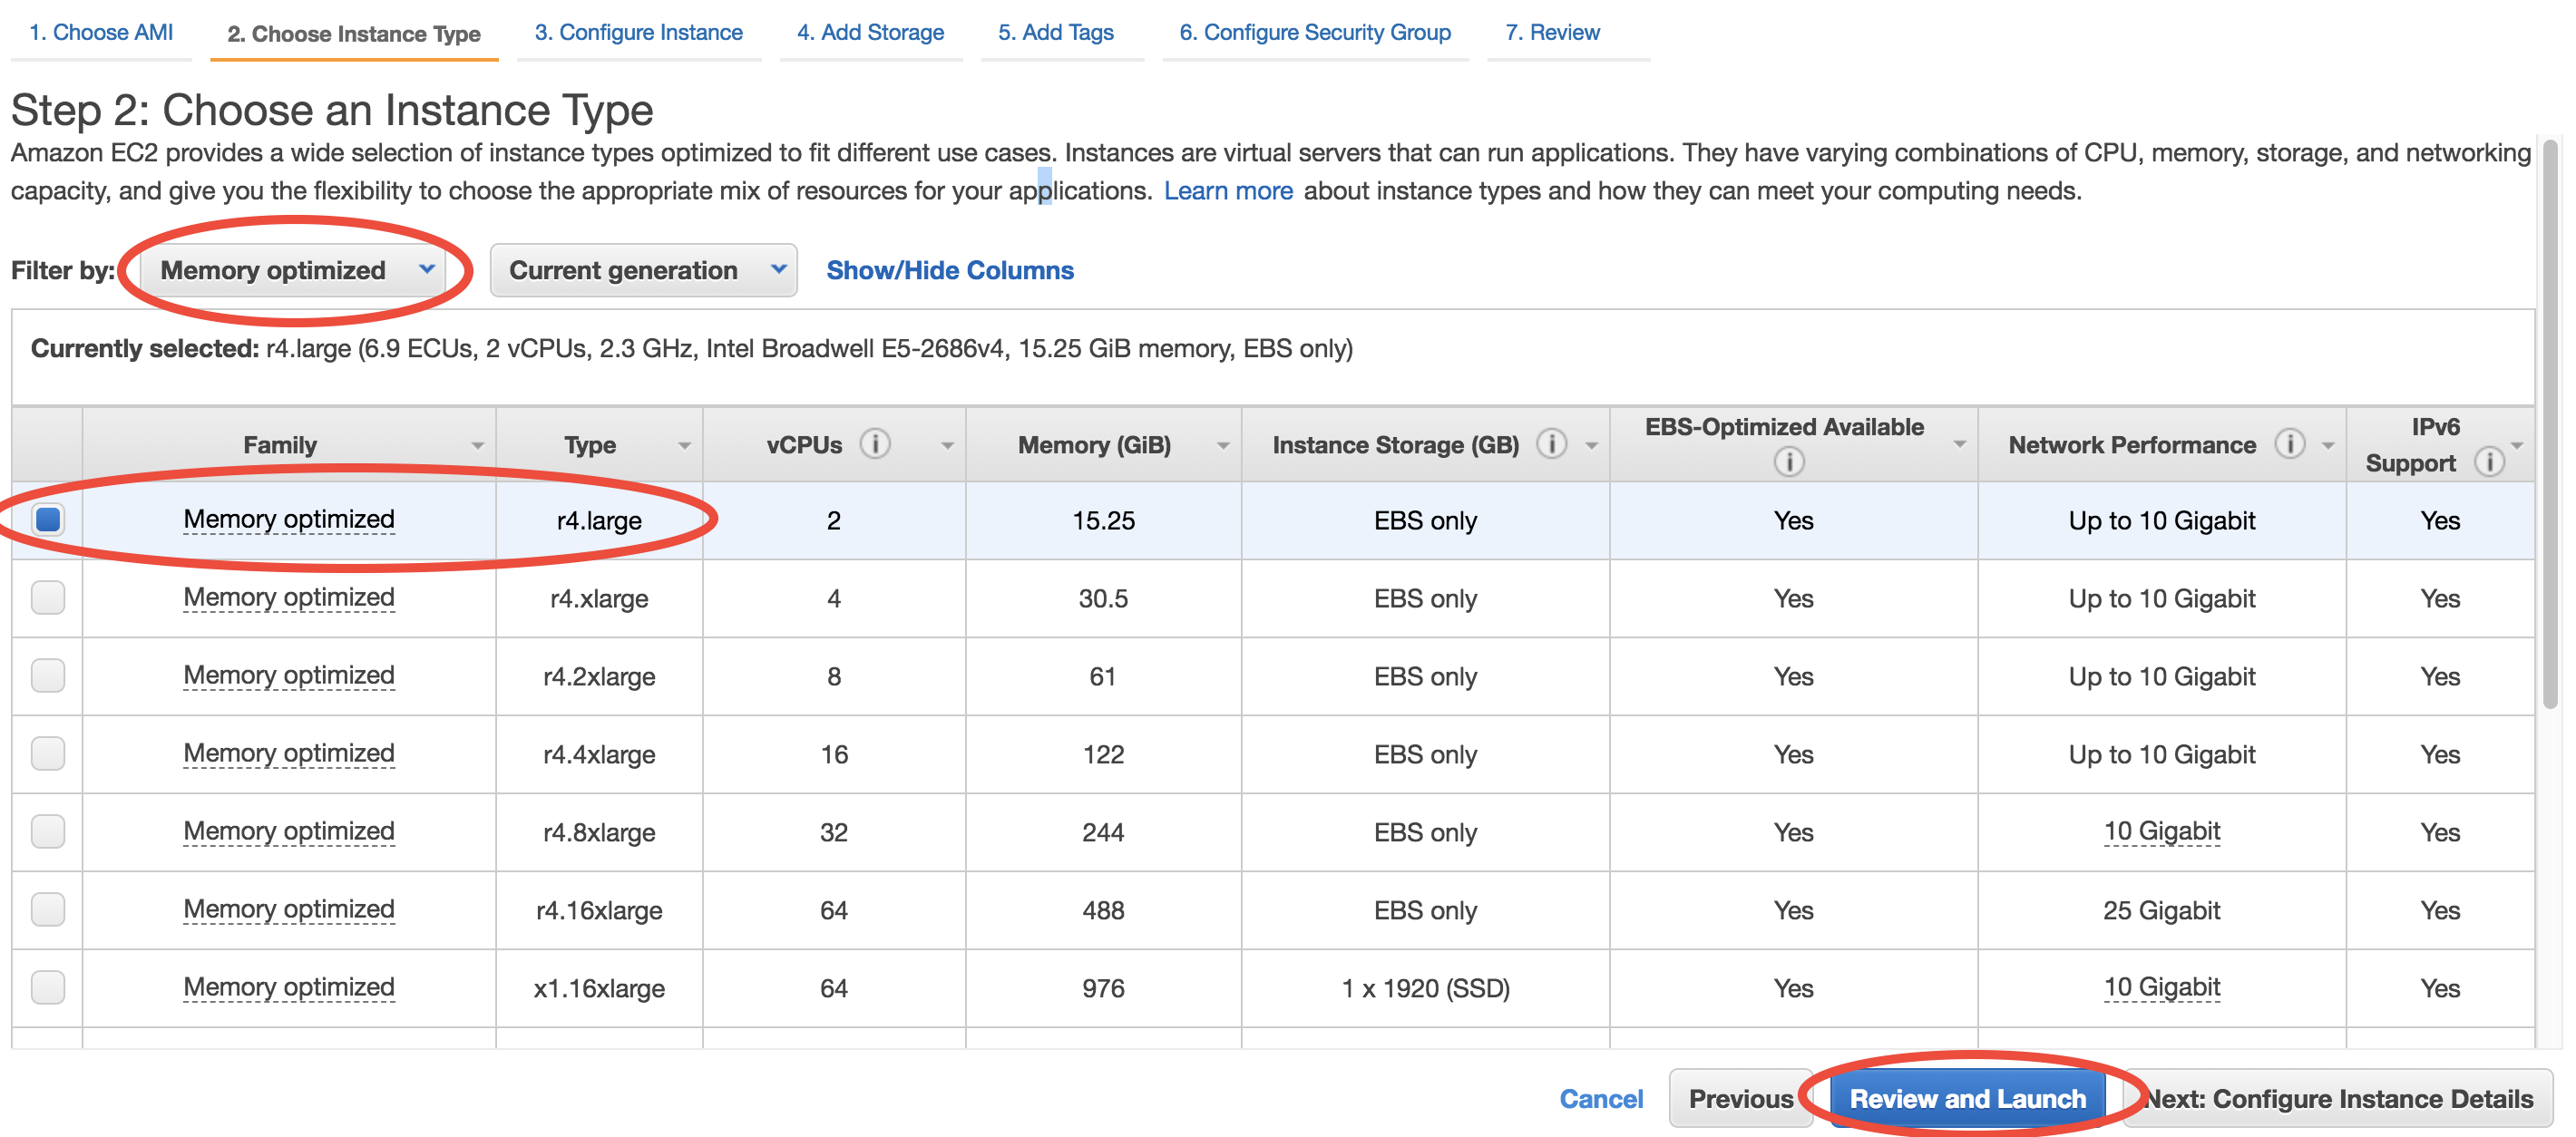 1. Choose AMI 2. Choose Instance Type 3. Configure Instance 4. Add Storage 5. Add Tags 6. Configure Security Group 7. Review
Step 2: Choose an Instance Type
Amazon EC2 provides a wide selection of instance types optimized to fit different use cases. Instances are virtual servers that can run applications. They have varying combinations of CPU, memory, storage, and networking
capacity, and give you the flexibility to choose the appropriate mix of resources for your applications. Learn more about instance types and how they can meet your computing needs.
Filter by: Memory optimized Current generation Show/Hide Columns
Currently selected: r4.large (6.9 ECUs, 2 vCPUs, 2.3 GHz, Intel Broadwell E5-2686v4, 15.25 GiB memory, EBS only)
Family Type vCPUs i Memory (GiB) Instance Storage (GB) i EBS-Optimized Available i Network Performance i IPv6 Support i
Memory optimized r4.large 2 15.25 EBS only Yes Up to 10 Gigabit Yes
Memory optimized r4.xlarge 4 30.5 EBS only Yes Up to 10 Gigabit Yes
Memory optimized r4.2xlarge 8 61 EBS only Yes Up to 10 Gigabit Yes
Memory optimized r4.4xlarge 16 122 EBS only Yes Up to 10 Gigabit Yes
Memory optimized r4.8xlarge 32 244 EBS only Yes 10 Gigabit Yes
Memory optimized r4.16xlarge 64 488 EBS only Yes 25 Gigabit Yes
Memory optimized x1.16xlarge 64 976 1 x 1920 (SSD) Yes 10 Gigabit Yes
Cancel Previous Review and Launch Next: Configure Instance Details